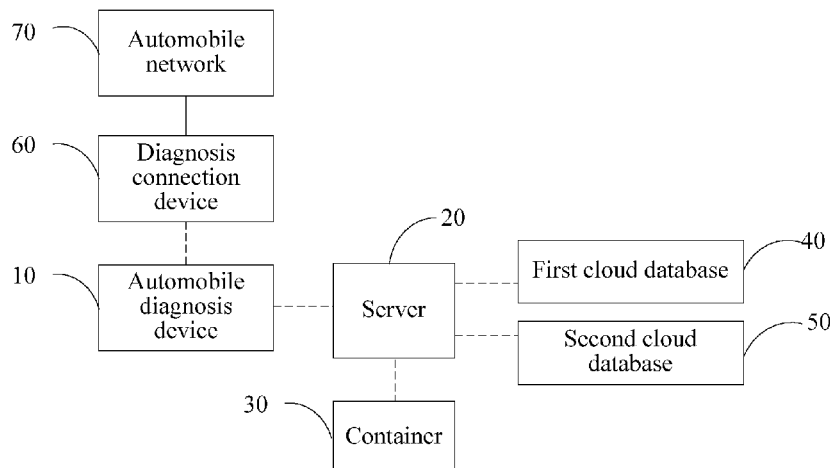 70
Automobile
network
60
Diagnosis
connection
device
20
40
10
Automobile
diagnosis
device
Server
First cloud database
Second cloud
database
50
30
Container